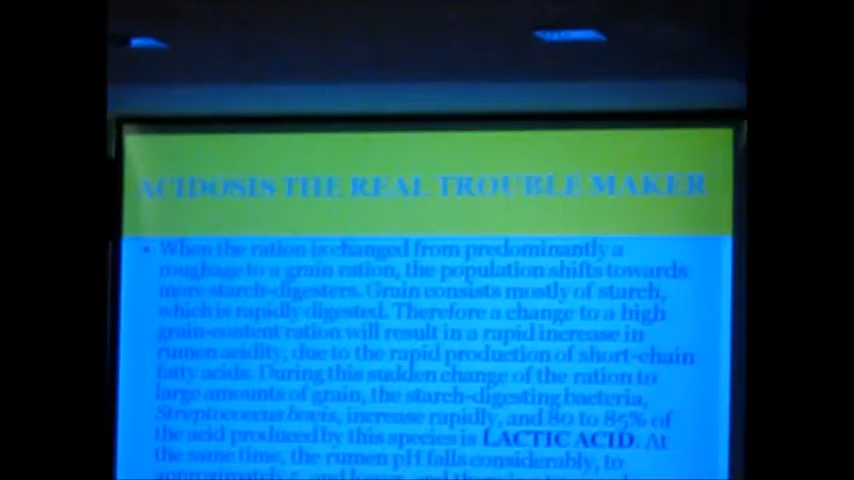 ACIDOSIS THE REAL TROUBLE MAKER
• When the ration is changed from predominantly a
roughage to a grain ration, the population shifts towards
more starch-digesters. Grain consists mostly of starch,
which is rapidly digested. Therefore a change to a high
grain-content ration will result in a rapid increase in
rumen acidity, due to the rapid production of short-chain
fatty acids. During this sudden change of the ration to
large amounts of grain, the starch-digesting bacteria,
Streptococcus bovis, increase rapidly, and 80 to 85% of
the acid produced by this species is LACTIC ACID. At
the same time, the rumen pH falls considerably, to
approximately 5, and lower, and